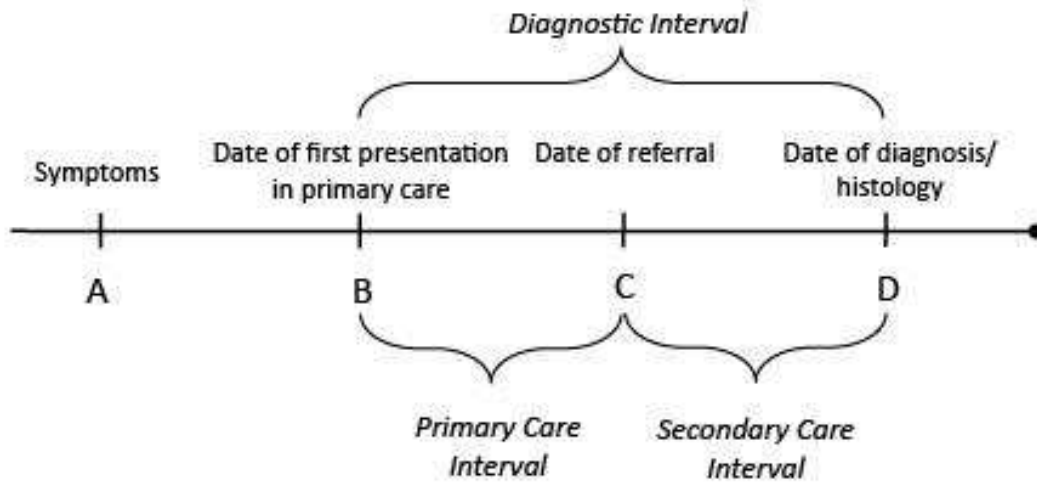 Diagnostic Interval
Symptoms
Date of first presentation
in primary care
Date of referral
Date of diagnosis/
histology
A
B
C
D
Primary Care
Interval
Secondary Care
Interval